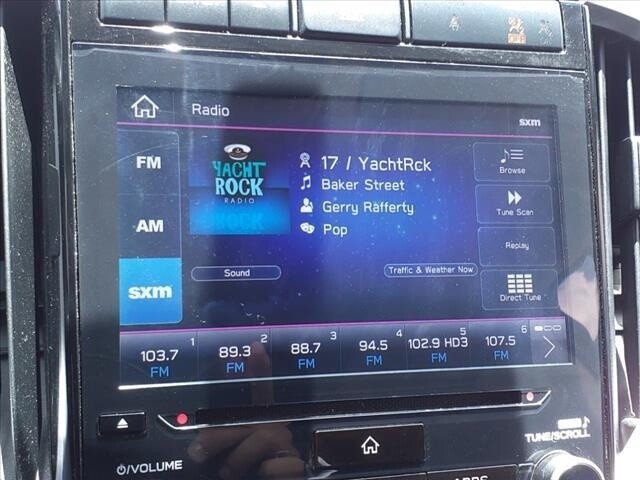 OFF
Radio
sxm
FM
YACHT
ROCK
RADIO
17 / YachtRck
Baker Street
Gerry Rafferty
Pop
Browse
AM
Tune Scan
Replay
sxm
Sound
Traffic & Weather Now
Direct Tune
1 2 3 4 5 6
103.7 89.3 88.7 94.5 102.9 HD3 107.5
FM FM FM FM FM FM
TUNE/SCROLL
VOLUME
APPS